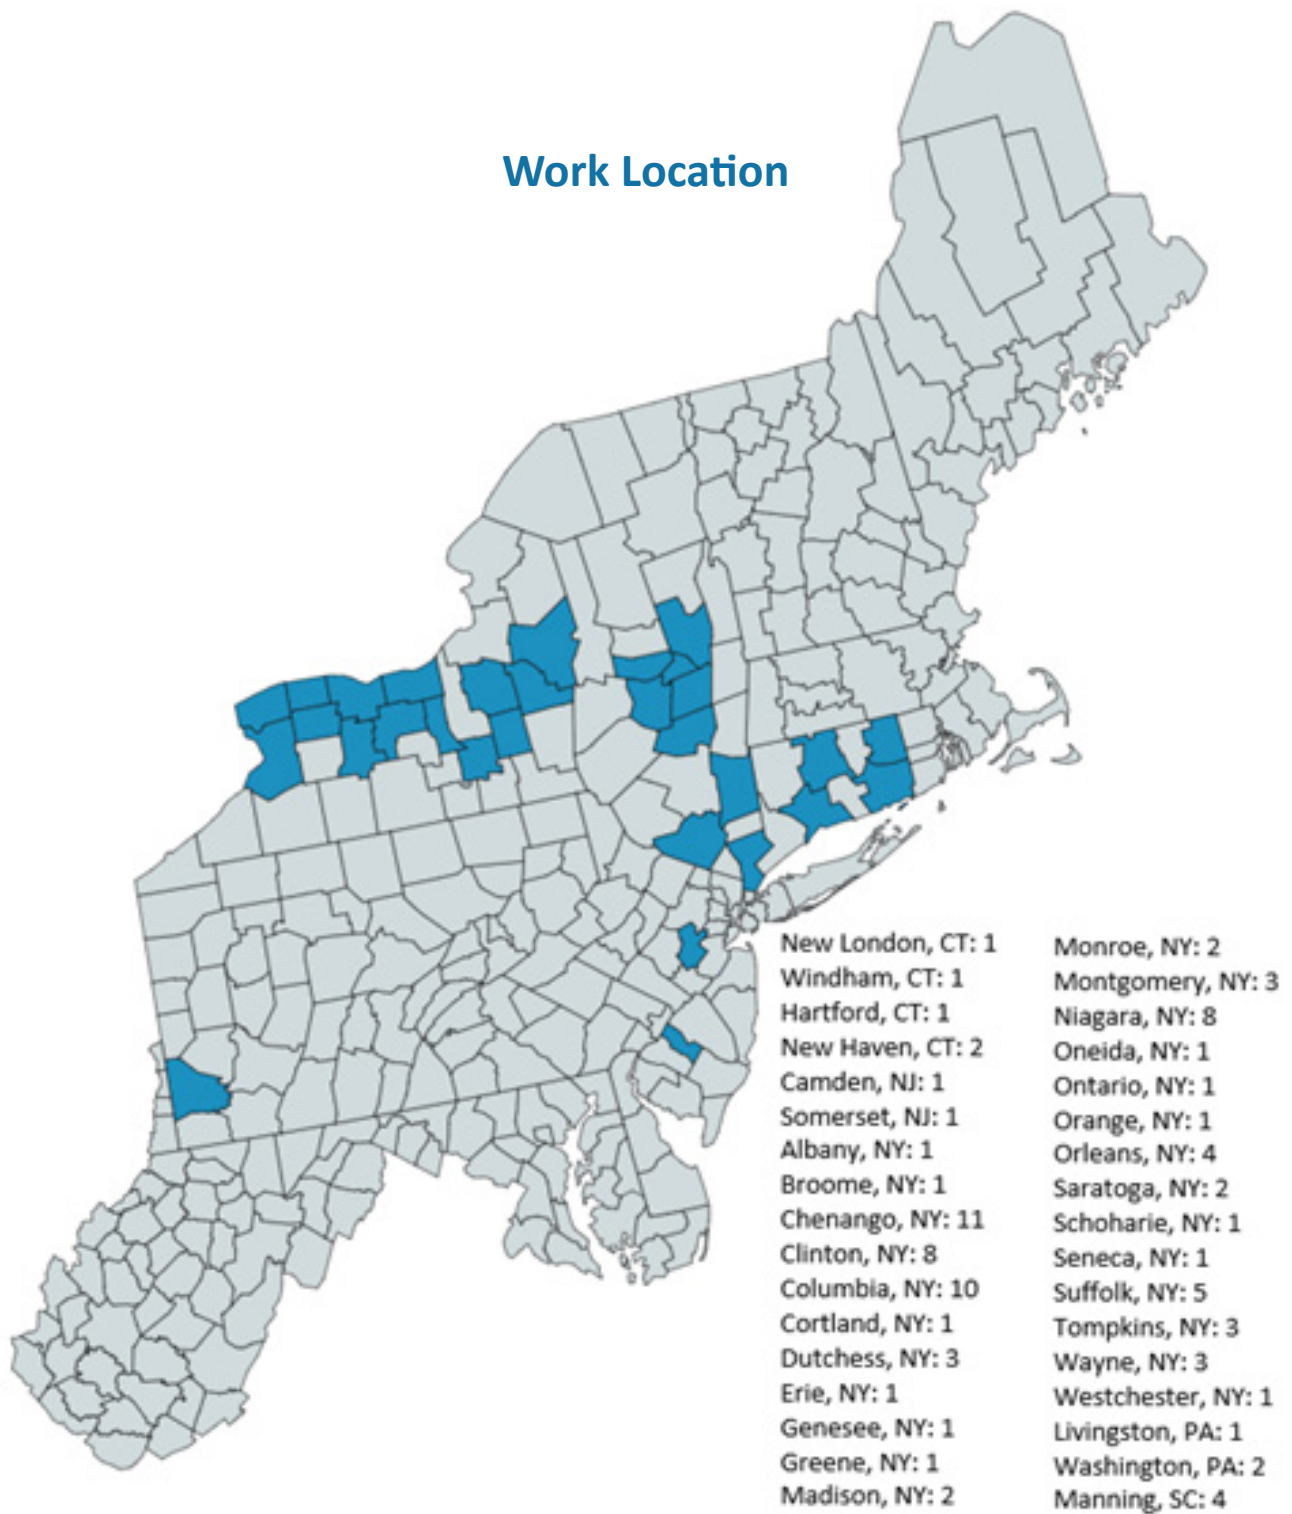 Work Location
New London, CT: 1
Windham, CT: 1
Hartford, CT: 1
New Haven, CT: 2
Camden, NJ: 1
Somerset, NJ: 1
Albany, NY: 1
Broome, NY: 1
Chenango, NY: 11
Clinton, NY: 8
Columbia, NY: 10
Cortland, NY: 1
Dutchess, NY: 3
Erie, NY: 1
Genesee, NY: 1
Greene, NY: 1
Madison, NY: 2
Monroe, NY: 2
Montgomery, NY: 3
Niagara, NY: 8
Oneida, NY: 1
Ontario, NY: 1
Orange, NY: 1
Orleans, NY: 4
Saratoga, NY: 2
Schoharie, NY: 1
Seneca, NY: 1
Suffolk, NY: 5
Tompkins, NY: 3
Wayne, NY: 3
Westchester, NY: 1
Livingston, PA: 1
Washington, PA: 2
Manning, SC: 4